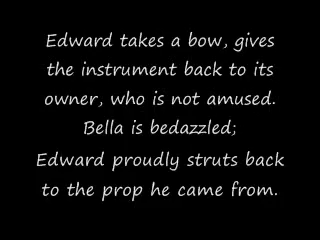 Edward takes a bow, gives
the instrument back to its
owner, who is not amused.
Bella is bedazzled;
Edward proudly struts back
to the prop he came from.